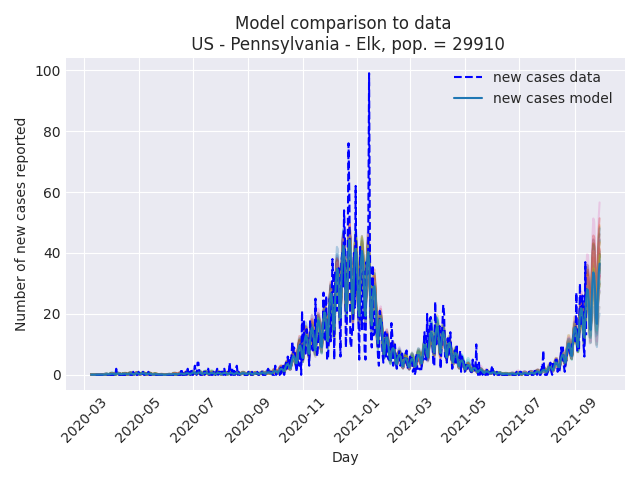 Model comparison to data
US - Pennsylvania - Elk, pop. = 29910
new cases data
new cases model
Number of new cases reported
100
80
60
40
20
0
2020-03
2020-05
2020-07
2020-09
2020-11
2021-01
2021-03
2021-05
2021-07
2021-09
Day